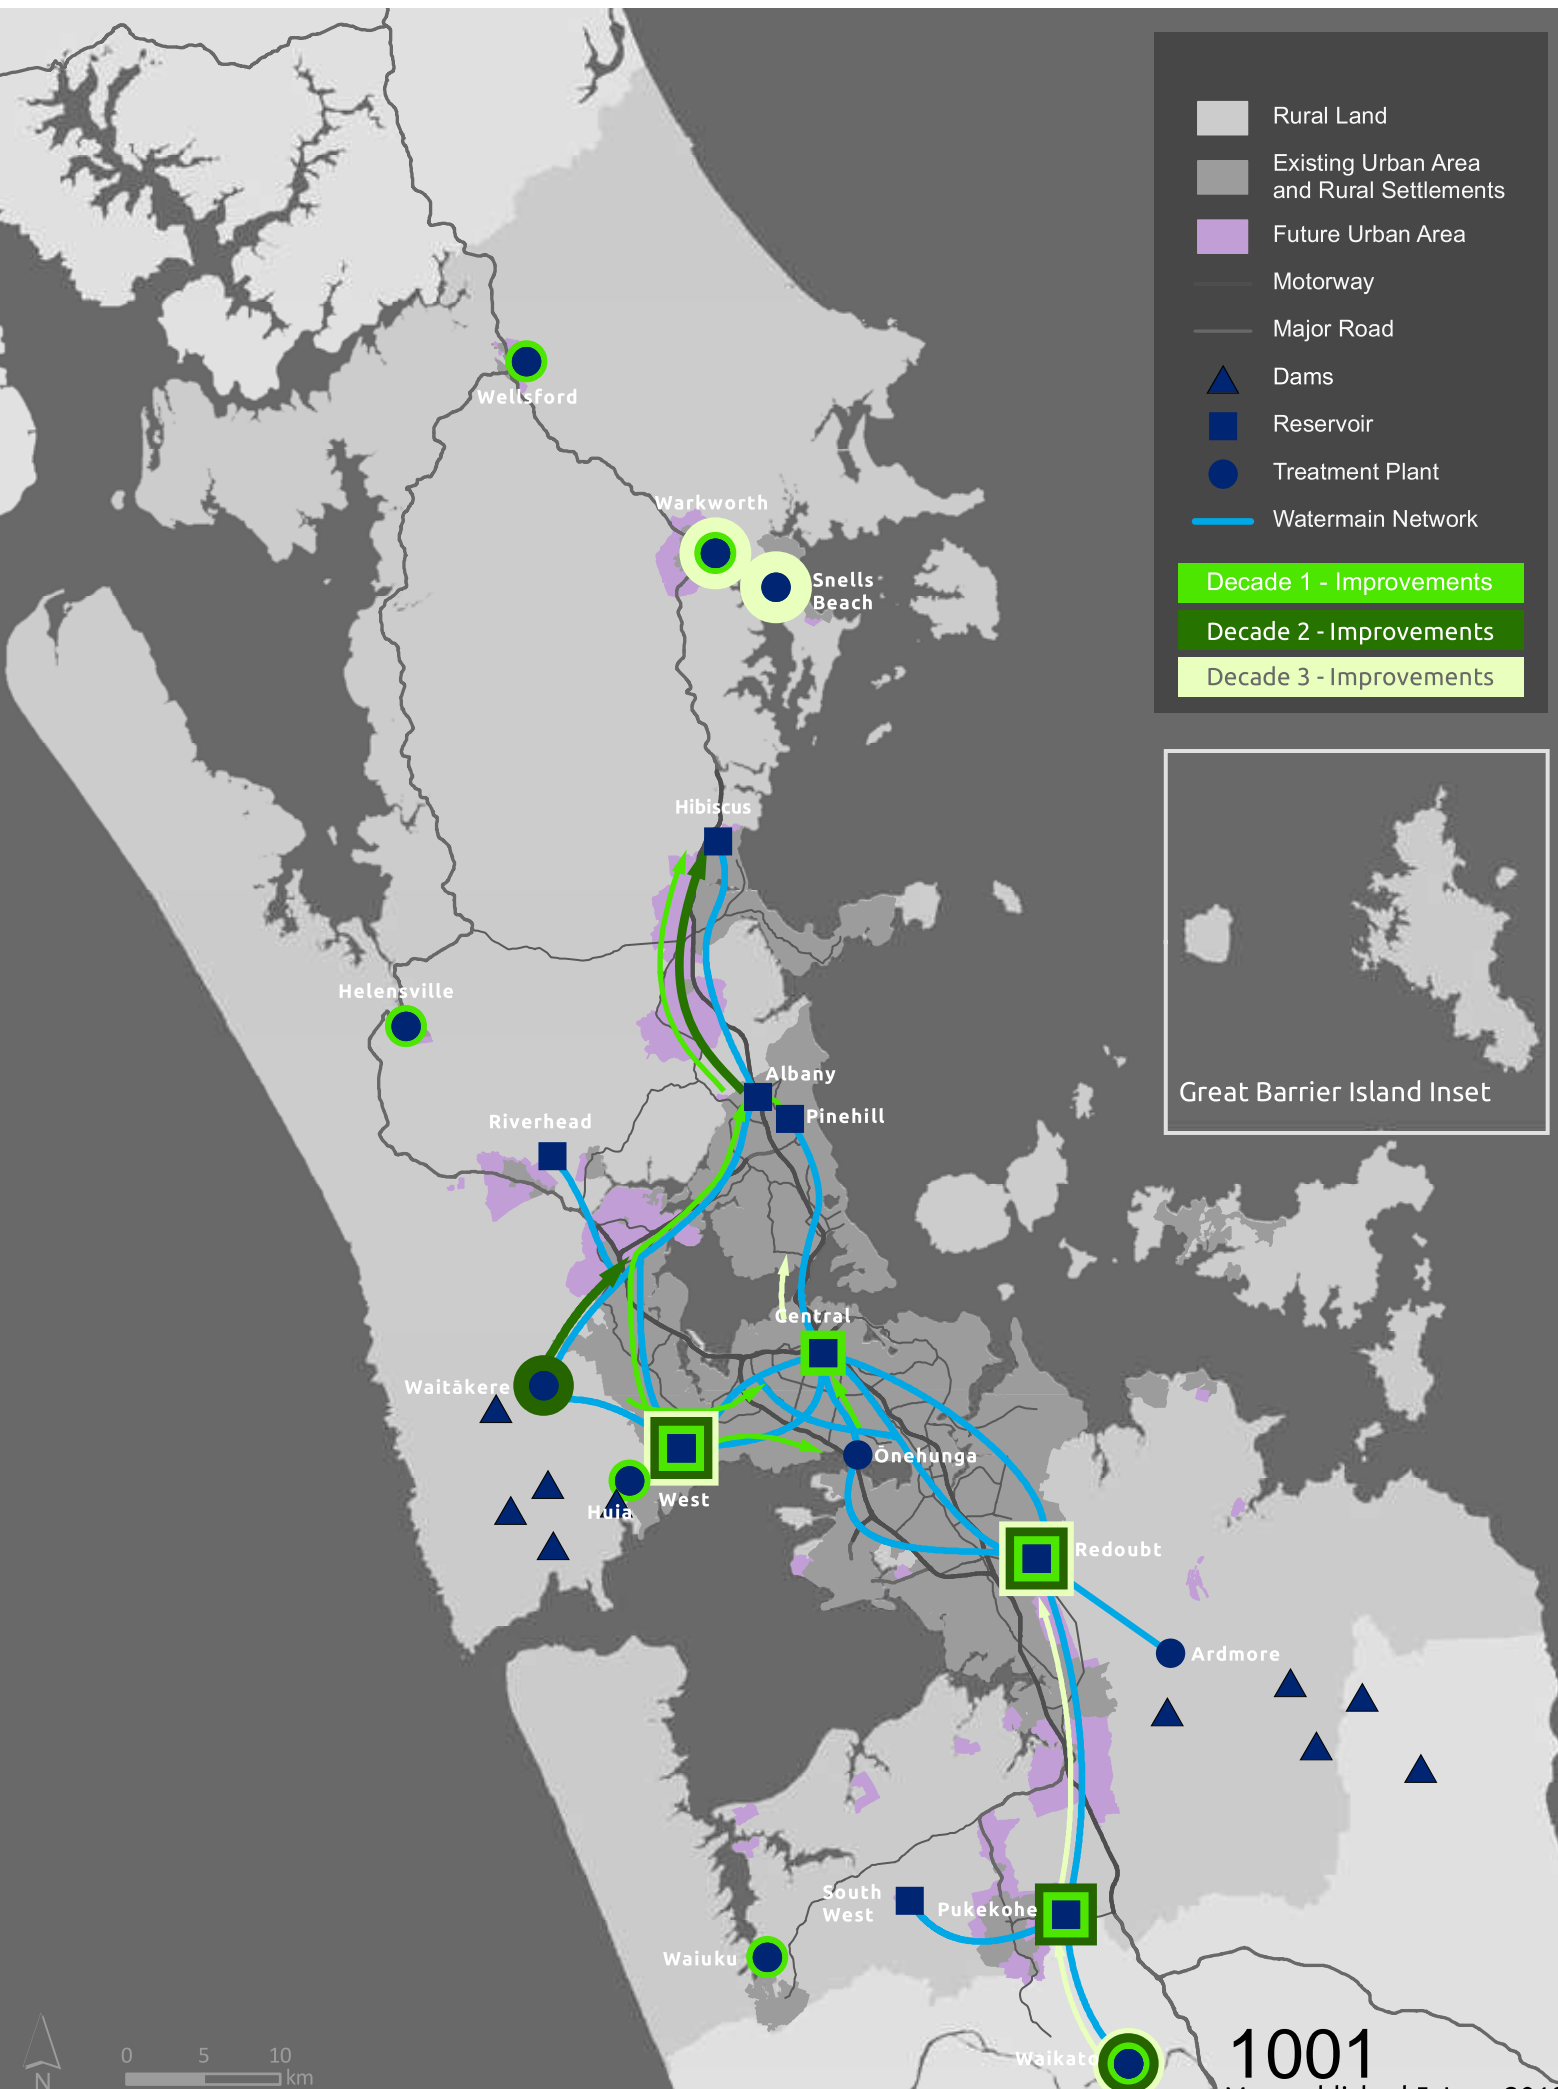 Rural Land
Existing Urban Area
and Rural Settlements
Future Urban Area
Motorway
Major Road
Dams
Reservoir
Treatment Plant
Watermain Network
Decade 1 - Improvements
Decade 2 - Improvements
Decade 3 - Improvements
Wellsford
Warkworth
Snells
Beach
Hibiscus
Helensville
Albany
Pinehill
Great Barrier Island Inset
Riverhead
Central
Waitākere
Ōnehunga
West
Huia
Redoubt
Ardmore
South
West
Pukekohe
Waiuku
Waikato
1001
0 5 10
km
N